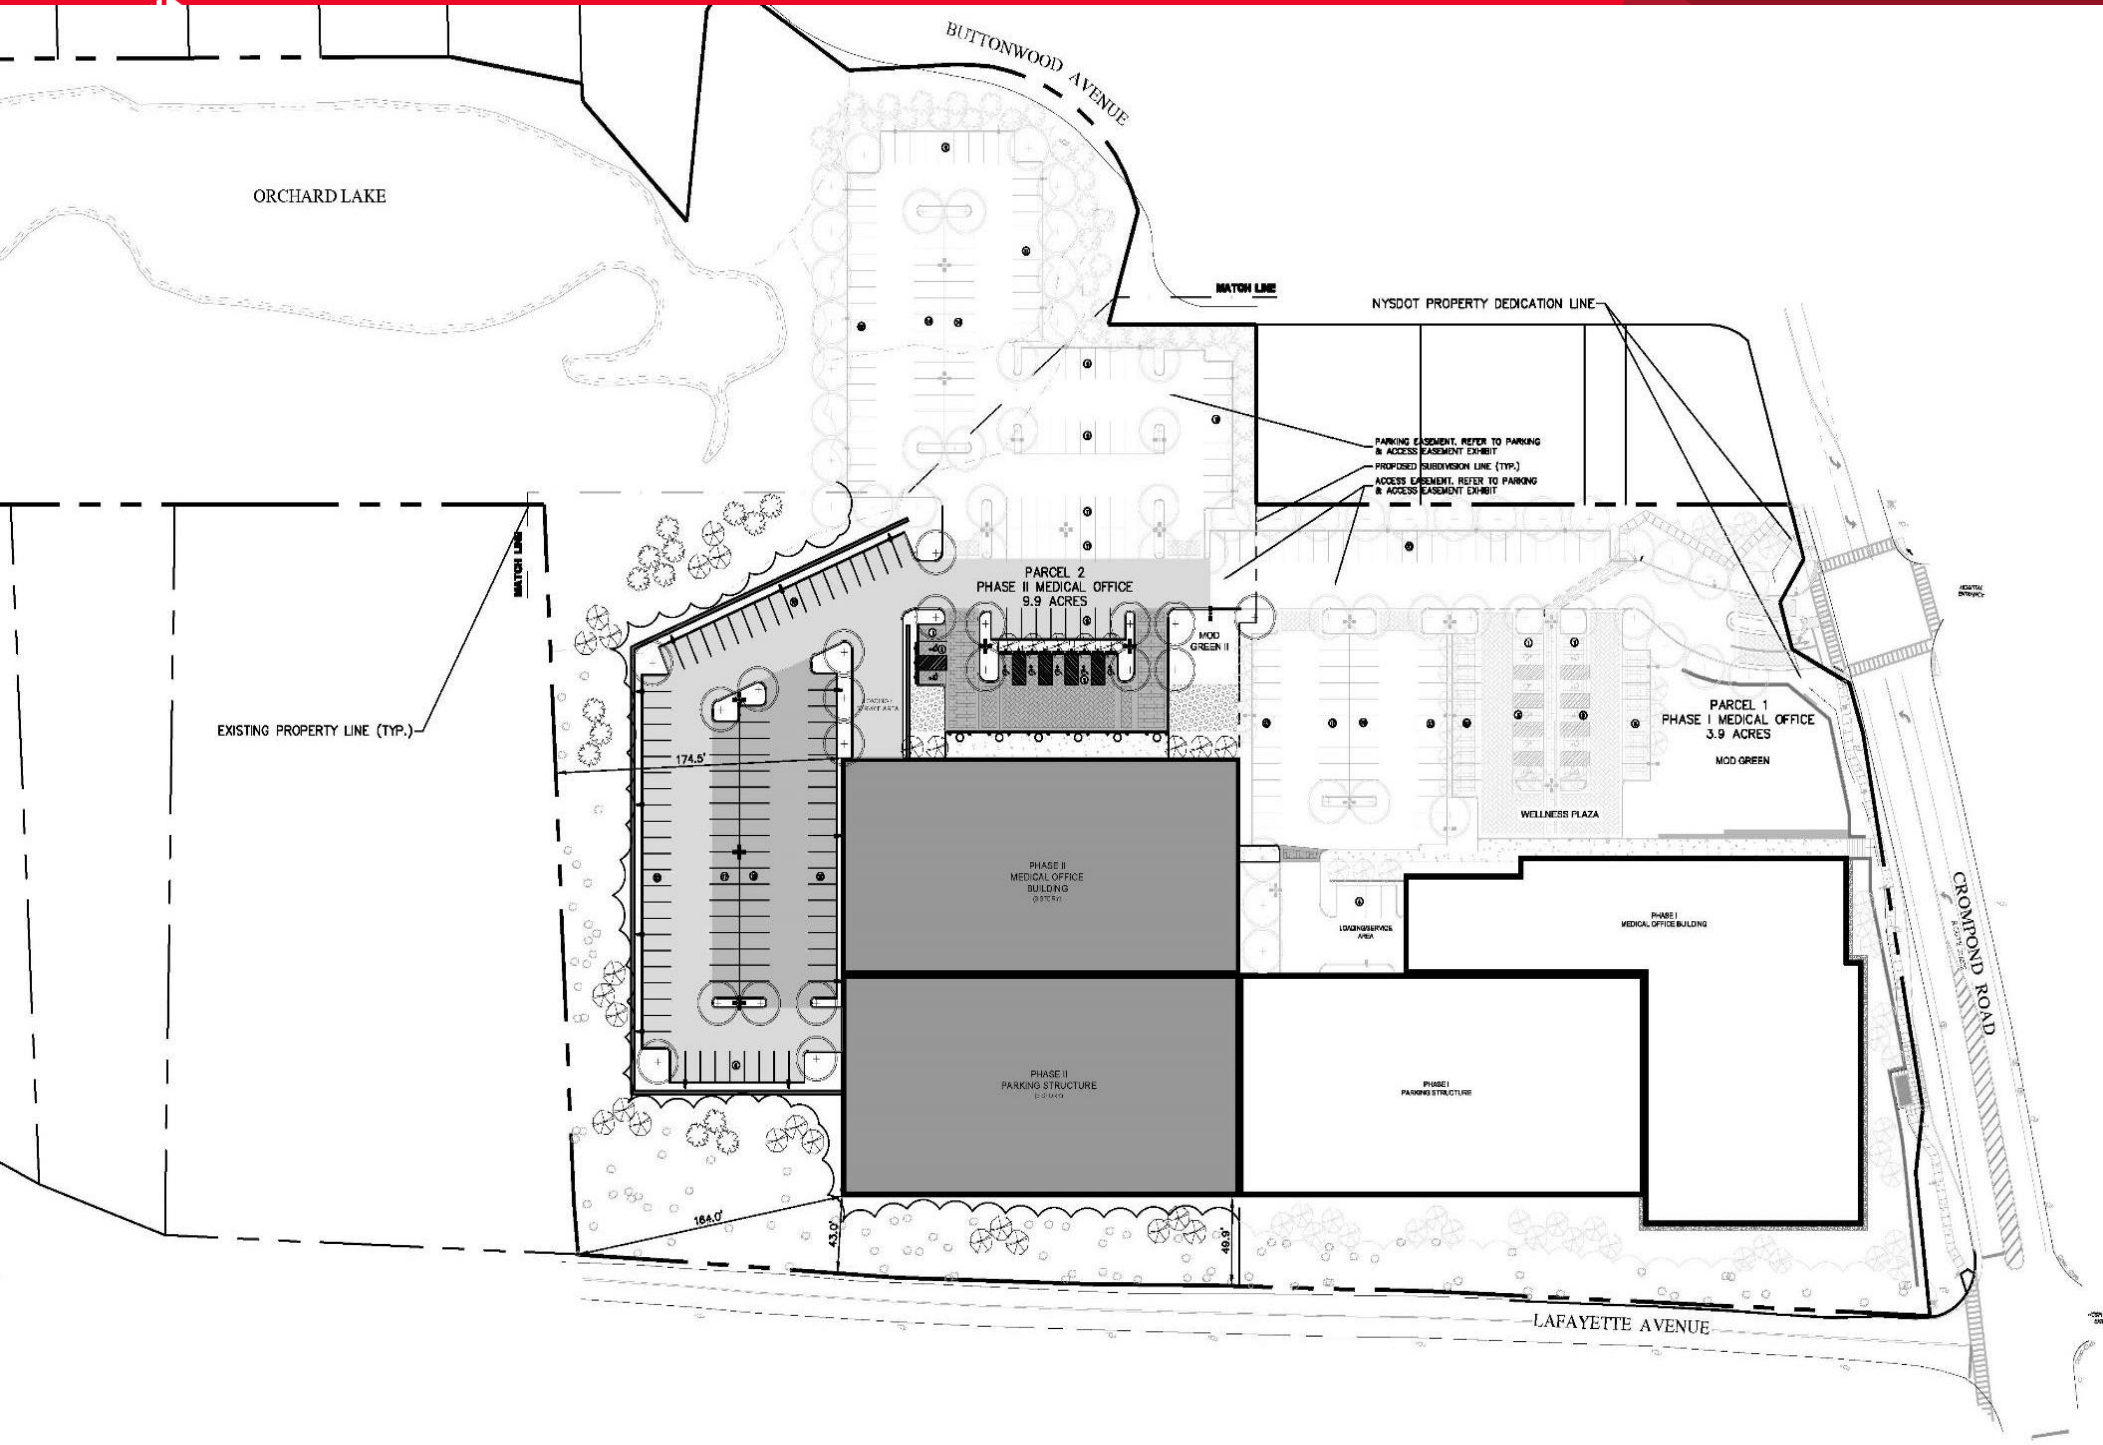 BUTTONWOOD AVENUE
ORCHARD LAKE
MATCH LINE
NYSDOT PROPERTY DEDICATION LINE
PARKING EASEMENT. REFER TO PARKING
& ACCESS EASEMENT EXHIBIT
PROPOSED SUBDIVISION LINE (TYP.)
ACCESS EASEMENT. REFER TO PARKING
& ACCESS EASEMENT EXHIBIT
MATCH LINE
PARCEL 2
PHASE II MEDICAL OFFICE
9.9 ACRES
MOD
GREEN II
EXISTING PROPERTY LINE (TYP.)
PARCEL 1
PHASE I MEDICAL OFFICE
3.9 ACRES
MOD GREEN
174.5'
WELLNESS PLAZA
PHASE II
MEDICAL OFFICE
BUILDING
PHASE I
MEDICAL OFFICE BUILDING
LOADING/SERVICE
AREA
CROMPOND ROAD
PHASE II
PARKING STRUCTURE
PHASE I
PARKING STRUCTURE
184.0'
43.0'
49.9'
LAFAYETTE AVENUE